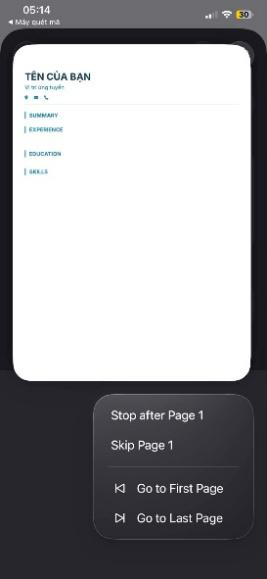 05:14
30
◀ Máy quét mã
TÊN CỦA BẠN
Vị trí ứng tuyển
SUMMARY
EXPERIENCE
EDUCATION
SKILLS
Stop after Page 1
Skip Page 1
Go to First Page
Go to Last Page